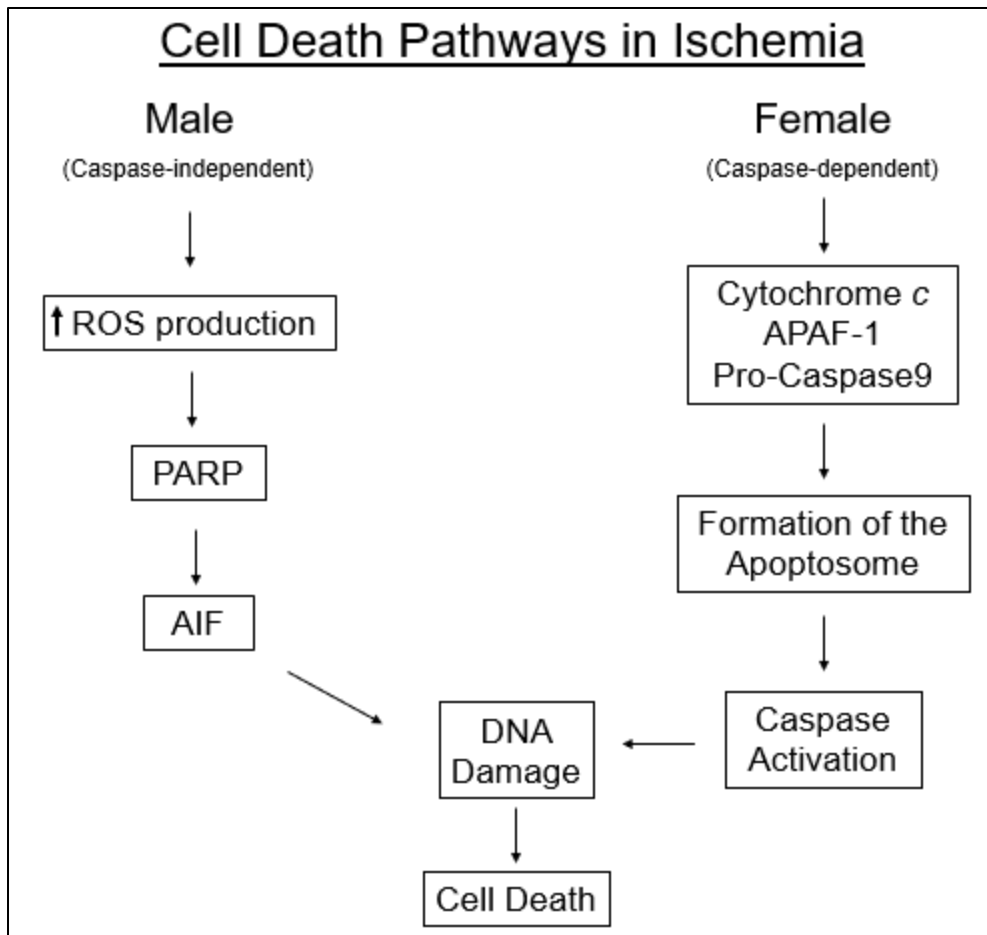 Cell Death Pathways in Ischemia
Male
(Caspase-independent)
ROS production
PARP
AIF
Female
(Caspase-dependent)
Cytochrome c
APAF-1
Pro-Caspase9
Formation of the
Apoptosome
Caspase
Activation
DNA
Damage
Cell Death